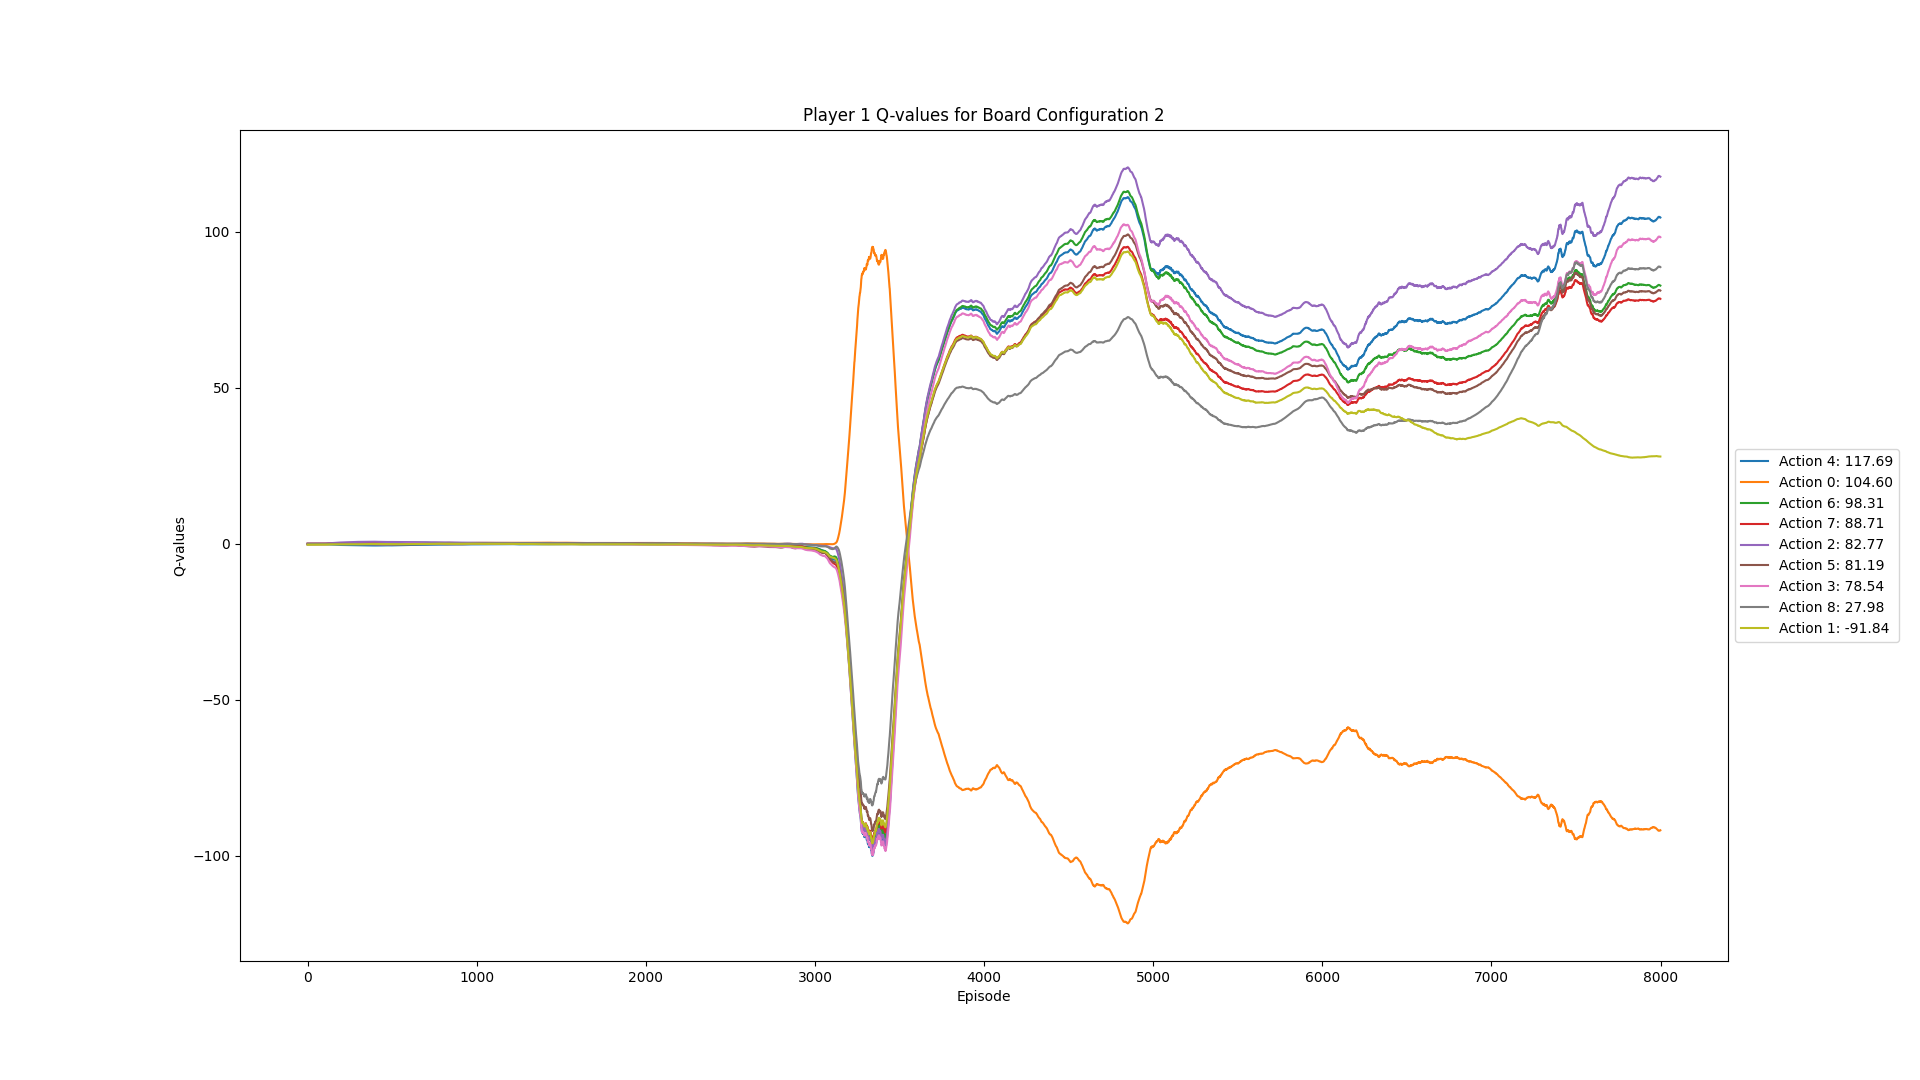 Player 1 Q-values for Board Configuration 2
100
50
0
−50
−100
Q-values
0 1000 2000 3000 4000 5000 6000 7000 8000
Episode
Action 4: 117.69
Action 0: 104.60
Action 6: 98.31
Action 7: 88.71
Action 2: 82.77
Action 5: 81.19
Action 3: 78.54
Action 8: 27.98
Action 1: -91.84